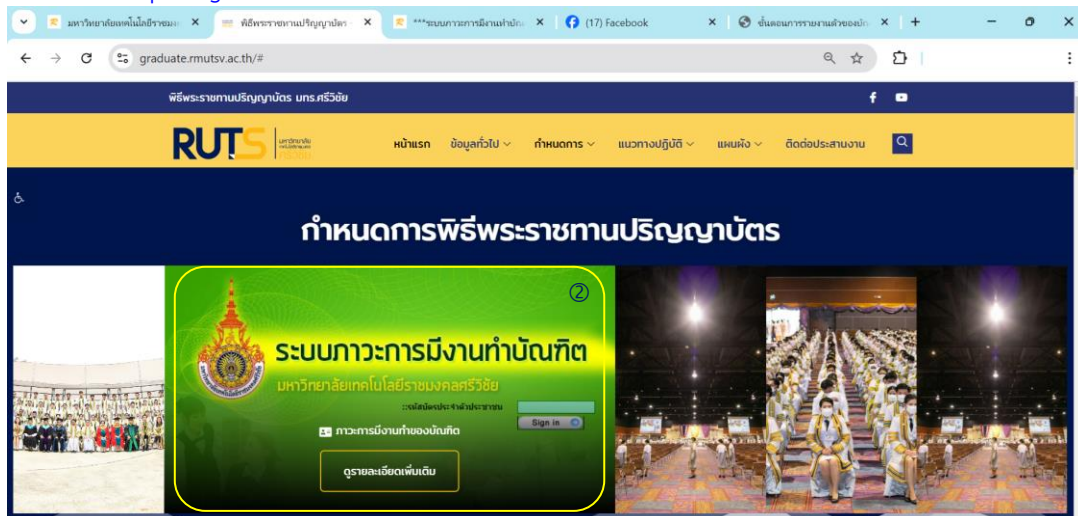 มหาวิทยาลัยเทคโนโลยีราชมง
พิธีพระราชทานปริญญาบัตร
***ระบบภาวะการมีงานทำบัณ
(17) Facebook
ขั้นตอนการรายงานตัวของบัณ
graduate.rmutsv.ac.th/#
พิธีพระราชทานปริญญาบัตร มทร.ศรีวิชัย
RUTS
หน้าแรก ข้อมูลทั่วไป กำหนดการ แนวทางปฏิบัติ แผนผัง ติดต่อประสานงาน
กำหนดการพิธีพระราชทานปริญญาบัตร
②
ระบบภาวะการมีงานทำบัณฑิต
มหาวิทยาลัยเทคโนโลยีราชมงคลศรีวิชัย
::รหัสบัตรประจำตัวประชาชน
Sign in
ภาวะการมีงานทำของบัณฑิต
ดูรายละเอียดเพิ่มเติม